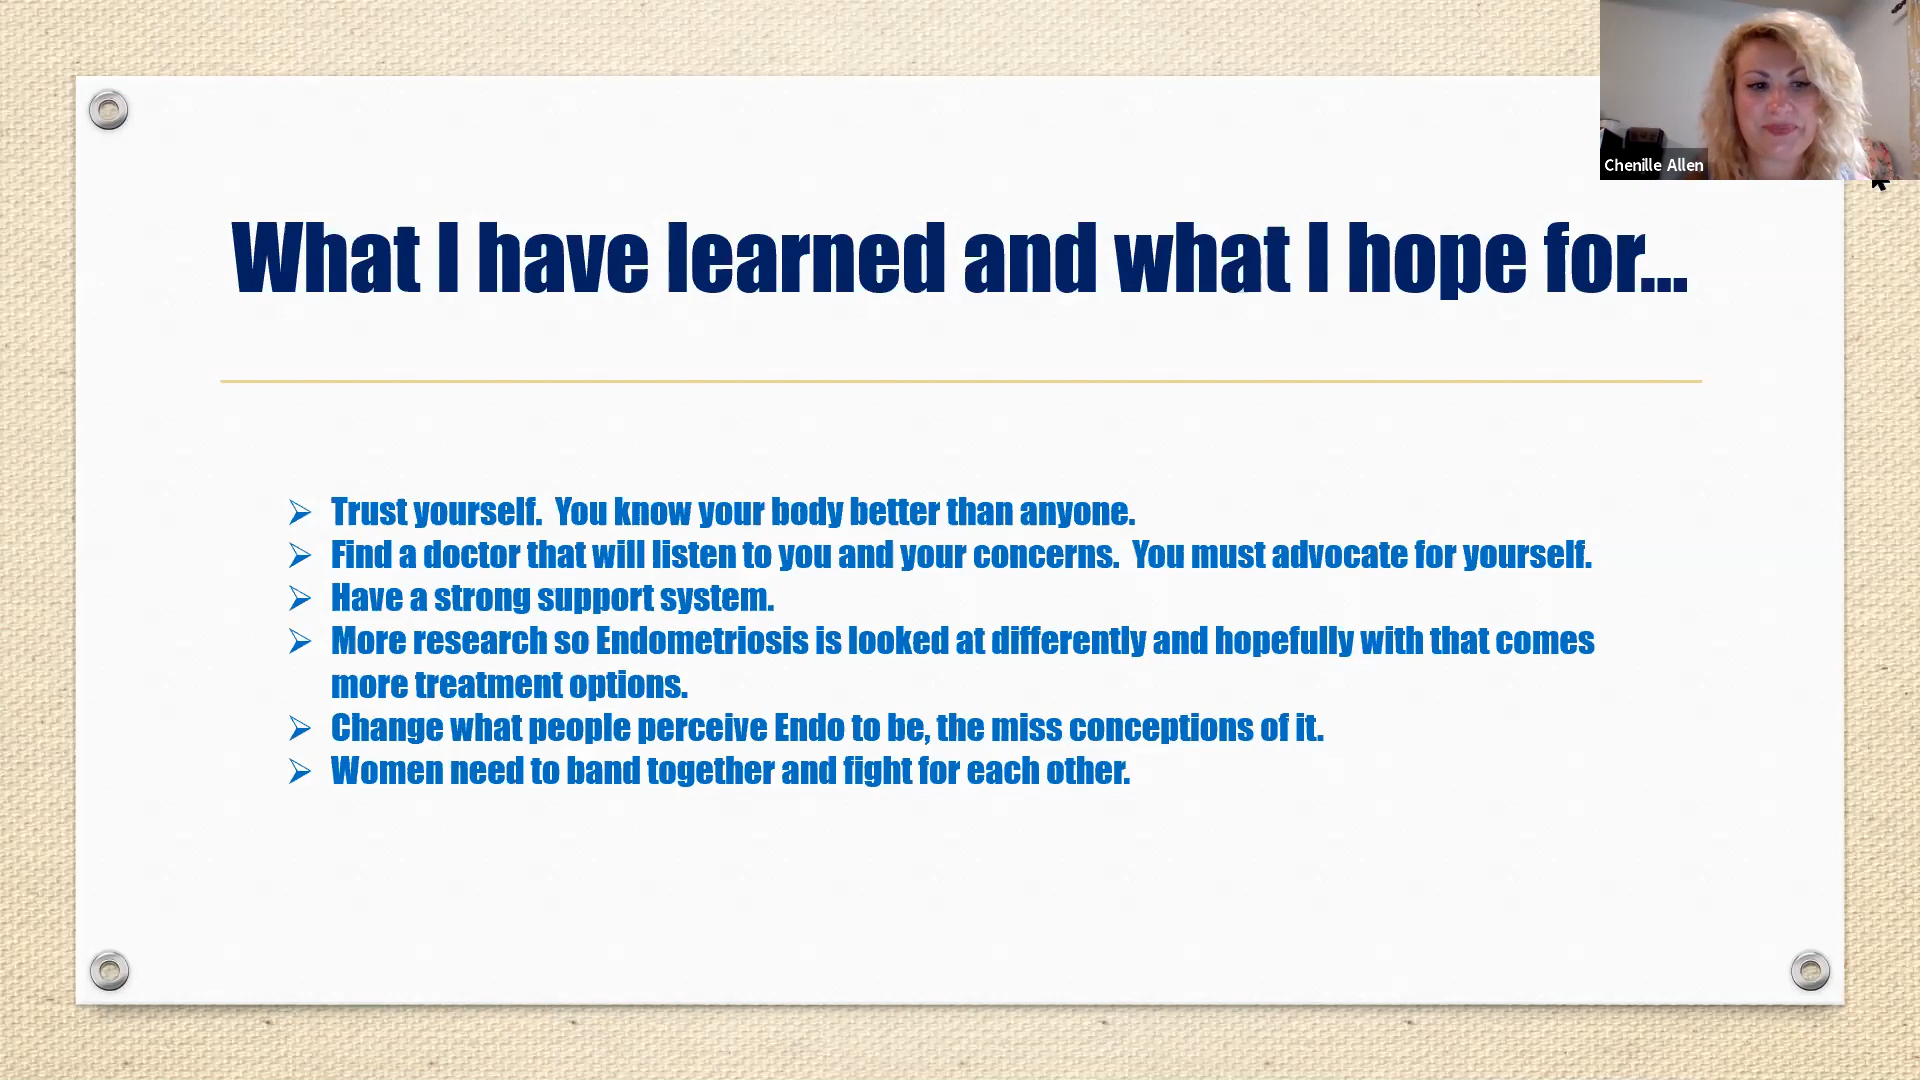 Chenille Allen
What I have learned and what I hope for...
➢ Trust yourself.  You know your body better than anyone.
➢ Find a doctor that will listen to you and your concerns.  You must advocate for yourself.
➢ Have a strong support system.
➢ More research so Endometriosis is looked at differently and hopefully with that comes
more treatment options.
➢ Change what people perceive Endo to be, the miss conceptions of it.
➢ Women need to band together and fight for each other.